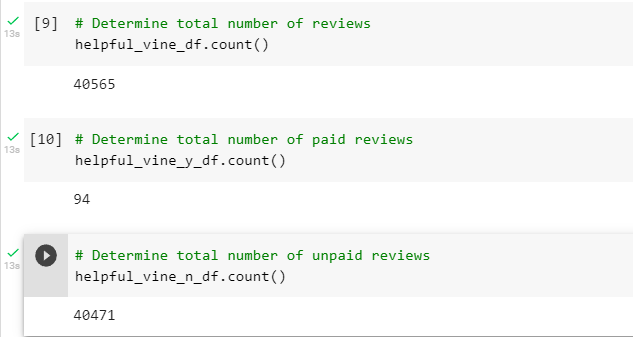 [9] # Determine total number of reviews
13s helpful_vine_df.count()
40565
[10] # Determine total number of paid reviews
13s helpful_vine_y_df.count()
94
# Determine total number of unpaid reviews
13s helpful_vine_n_df.count()
40471